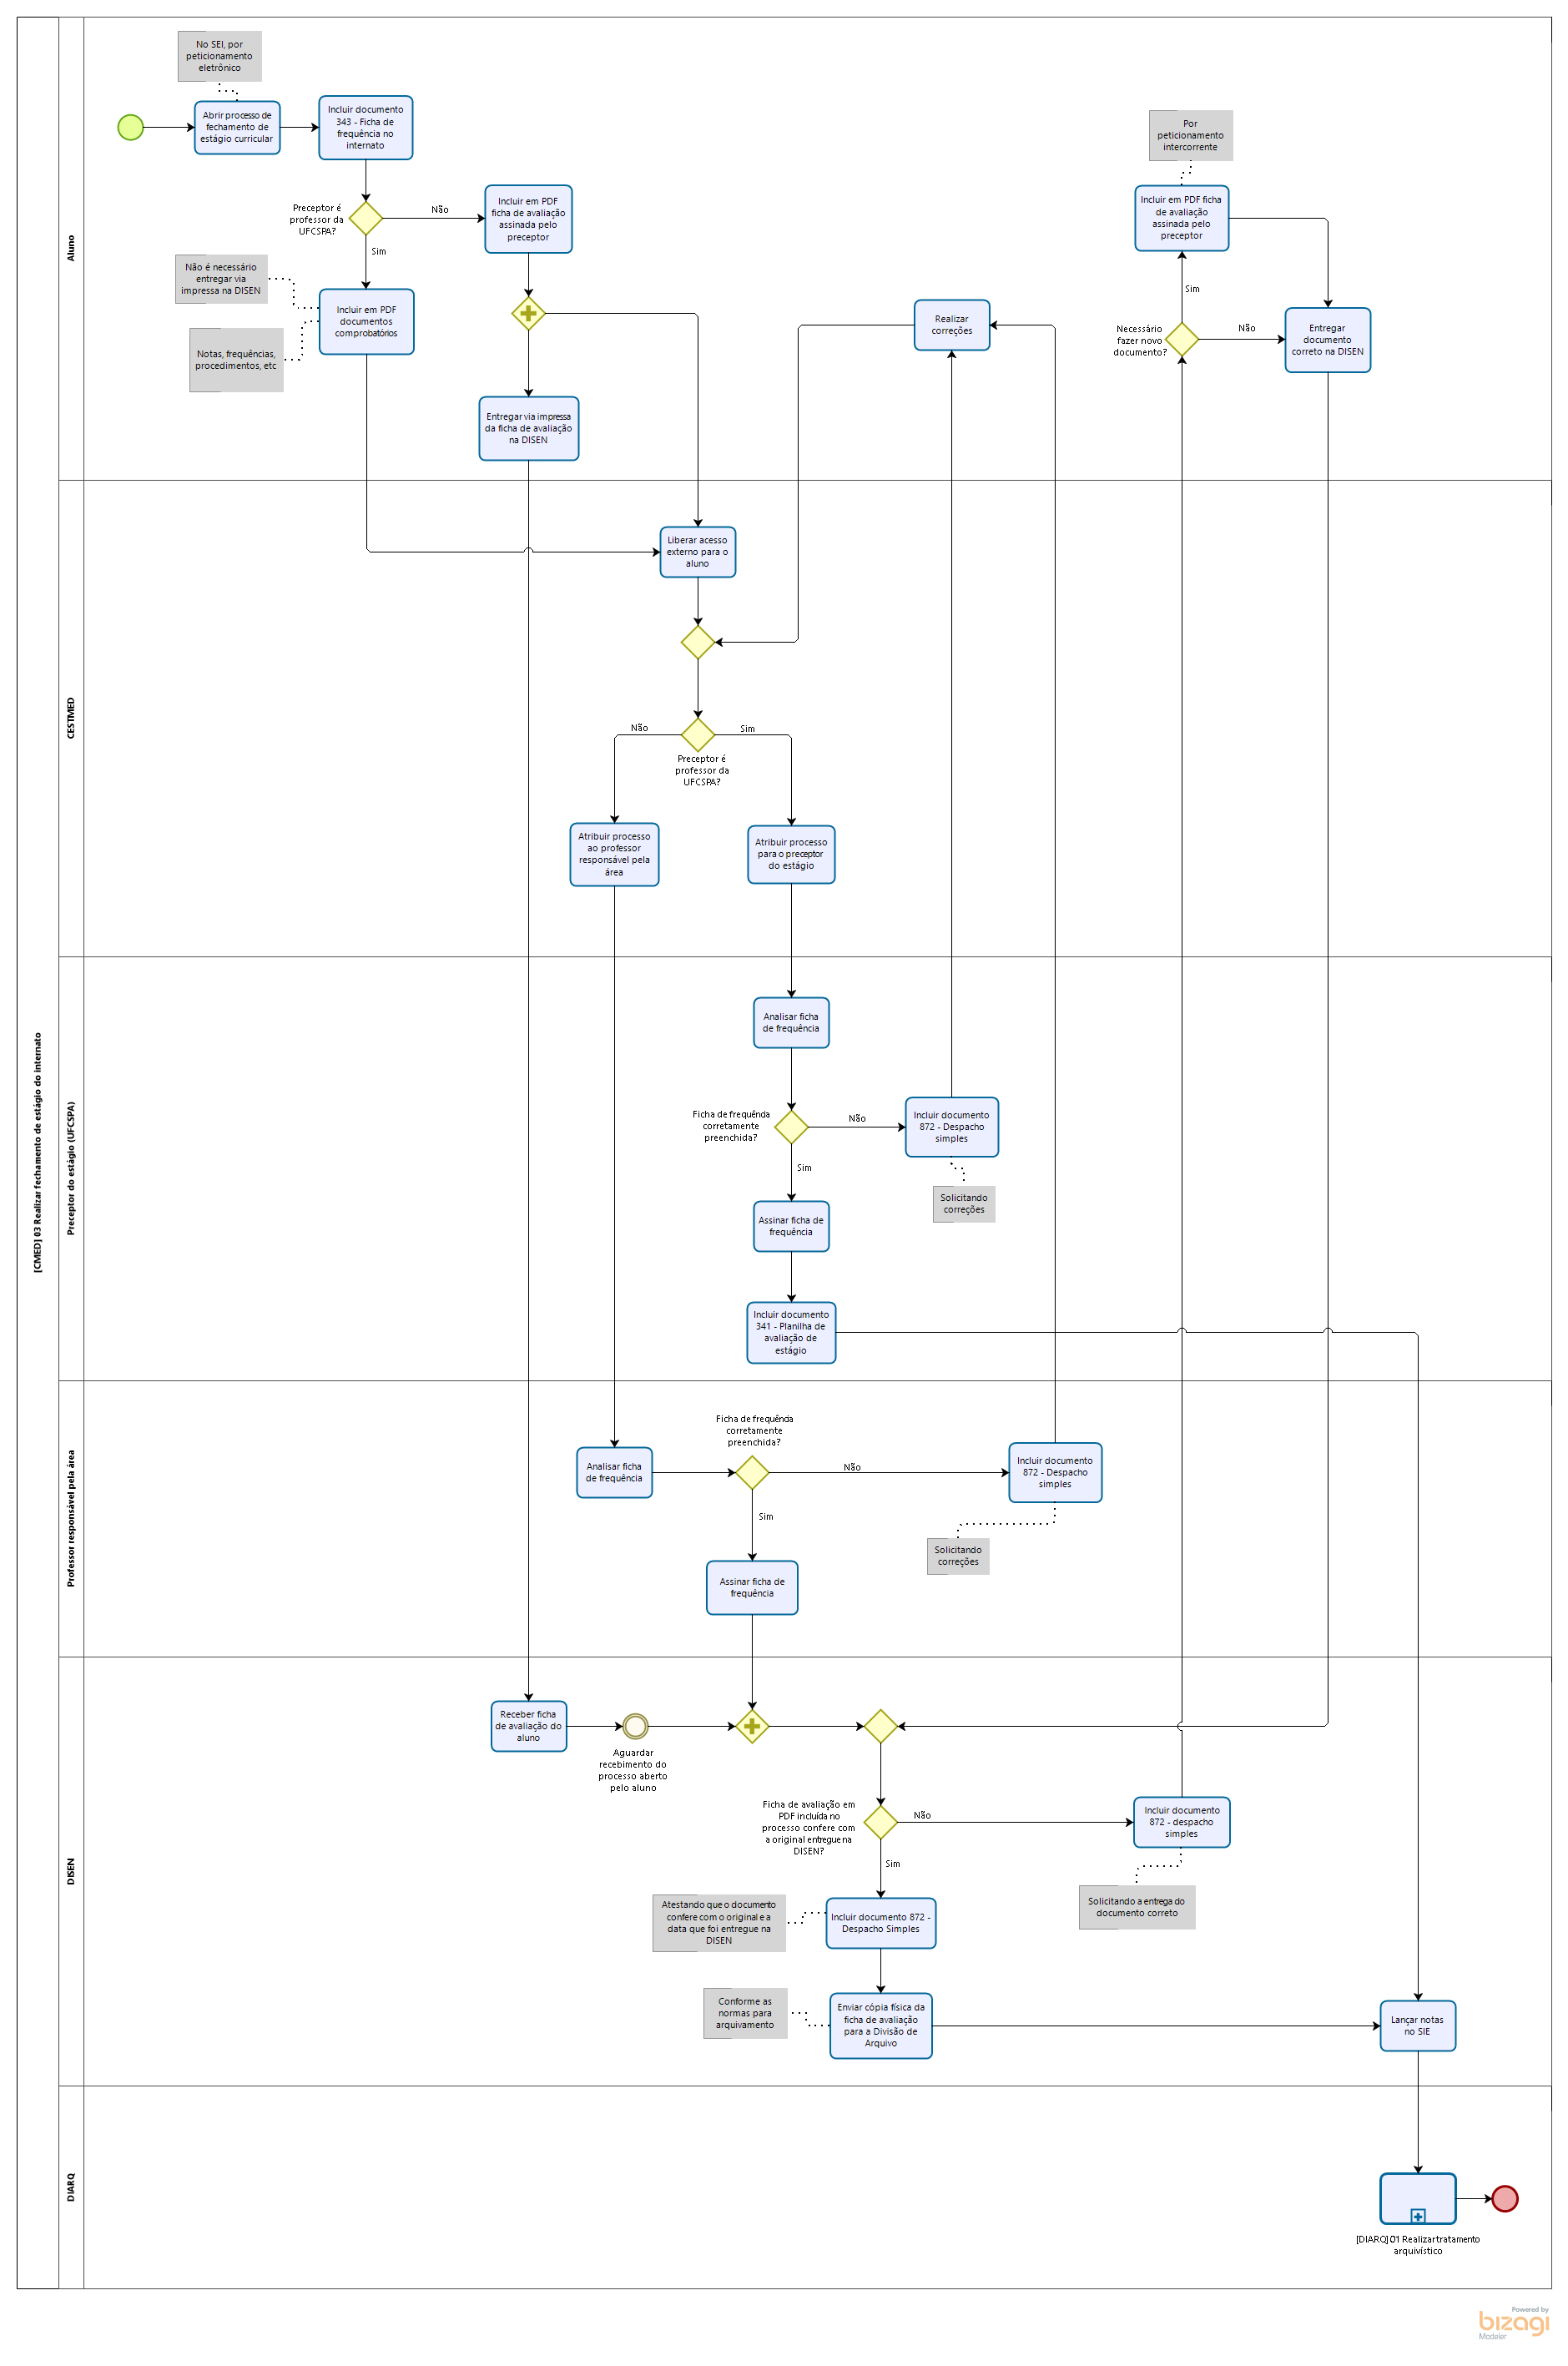 [CMED] 03 Realizar fechamento de estágio do internato
Aluno
No SEI, por
peticionamento
eletrônico
Abrir processo de
fechamento de
estágio curricular
Incluir documento
343 - Ficha de
frequência no
internato
Preceptor é
professor da
UFCSPA?
Não
Sim
Incluir em PDF
ficha de avaliação
assinada pelo
preceptor
Não é necessário
entregar via
impressa na DISEN
Notas, frequências,
procedimentos, etc
Incluir em PDF
documentos
comprobatórios
Entregar via impressa
da ficha de avaliação
na DISEN
Realizar
correções
Por
peticionamento
intercorrente
Incluir em PDF ficha
de avaliação
assinada pelo
preceptor
Sim
Necessário
fazer novo
documento?
Não
Entregar
documento
correto na DISEN
CESTMED
Liberar acesso
externo para o
aluno
Não
Sim
Preceptor é
professor da
UFCSPA?
Atribuir processo
ao professor
responsável pela
área
Atribuir processo
para o preceptor
do estágio
Preceptor do estágio (UFCSPA)
Analisar ficha
de frequência
Ficha de frequência
corretamente
preenchida?
Não
Sim
Incluir documento
872 - Despacho
simples
Solicitando
correções
Assinar ficha de
frequência
Incluir documento
341 - Planilha de
avaliação de
estágio
Professor responsável pela área
Ficha de frequência
corretamente
preenchida?
Analisar ficha
de frequência
Não
Sim
Incluir documento
872 - Despacho
simples
Solicitando
correções
Assinar ficha de
frequência
DISEN
Receber ficha
de avaliação do
aluno
Aguardar
recebimento do
processo aberto
pelo aluno
Ficha de avaliação em
PDF incluída no
processo confere com
a original entregue na
DISEN?
Não
Sim
Incluir documento
872 - despacho
simples
Solicitando a entrega do
documento correto
Atestando que o documento
confere com o original e a
data que foi entregue na
DISEN
Incluir documento 872 -
Despacho Simples
Conforme as
normas para
arquivamento
Enviar cópia física da
ficha de avaliação
para a Divisão de
Arquivo
Lançar notas
no SIE
DIARQ
[DIARQ] 01 Realizar tratamento
arquivístico
Powered by
bizagi
Modeler